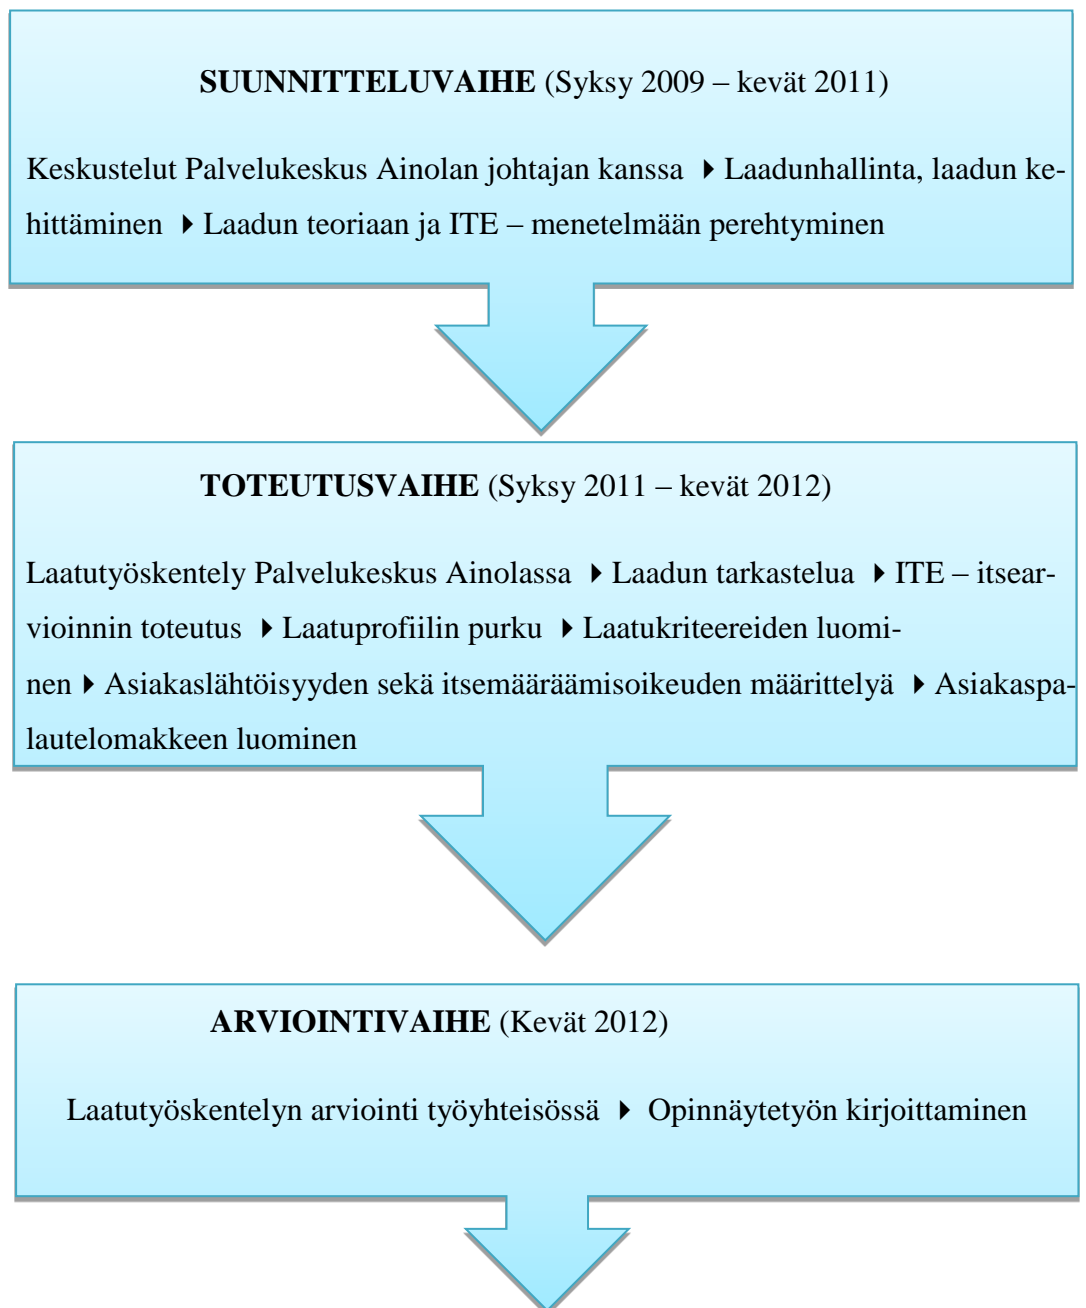 SUUNNITTELUVAIHE (Syksy 2009 – kevät 2011)
Keskustelut Palvelukeskus Ainolan johtajan kanssa ▸ Laadunhallinta, laadun ke-
hittäminen ▸ Laadun teoriaan ja ITE – menetelmään perehtyminen
TOTEUTUSVAIHE (Syksy 2011 – kevät 2012)
Laatutyöskentely Palvelukeskus Ainolassa ▸ Laadun tarkastelua ▸ ITE – itsear-
vioinnin toteutus ▸ Laatuprofiilin purku ▸ Laatukriteereiden luomi-
nen ▸ Asiakaslähtöisyyden sekä itsemääräämisoikeuden määrittelyä ▸ Asiakaspa-
lautelomakkeen luominen
ARVIOINTIVAIHE (Kevät 2012)
Laatutyöskentelyn arviointi työyhteisössä ▸ Opinnäytetyön kirjoittaminen